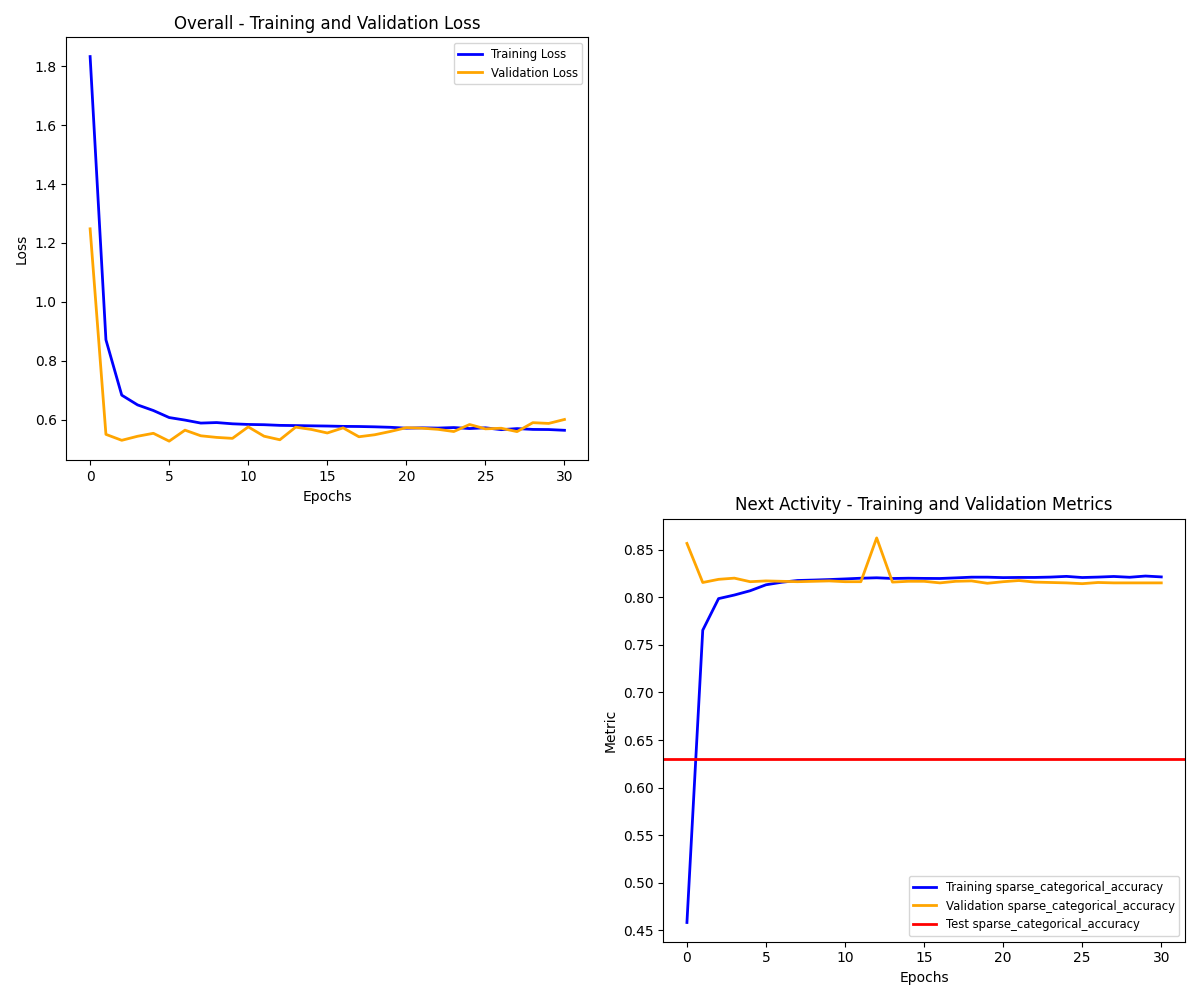 Overall - Training and Validation Loss
Training Loss
Validation Loss
1.8
1.6
1.4
1.2
1.0
0.8
0.6
Loss
0 5 10 15 20 25 30
Epochs
Next Activity - Training and Validation Metrics
0.85
0.80
0.75
0.70
0.65
0.60
0.55
0.50
0.45
Metric
Training sparse_categorical_accuracy
Validation sparse_categorical_accuracy
Test sparse_categorical_accuracy
0 5 10 15 20 25 30
Epochs